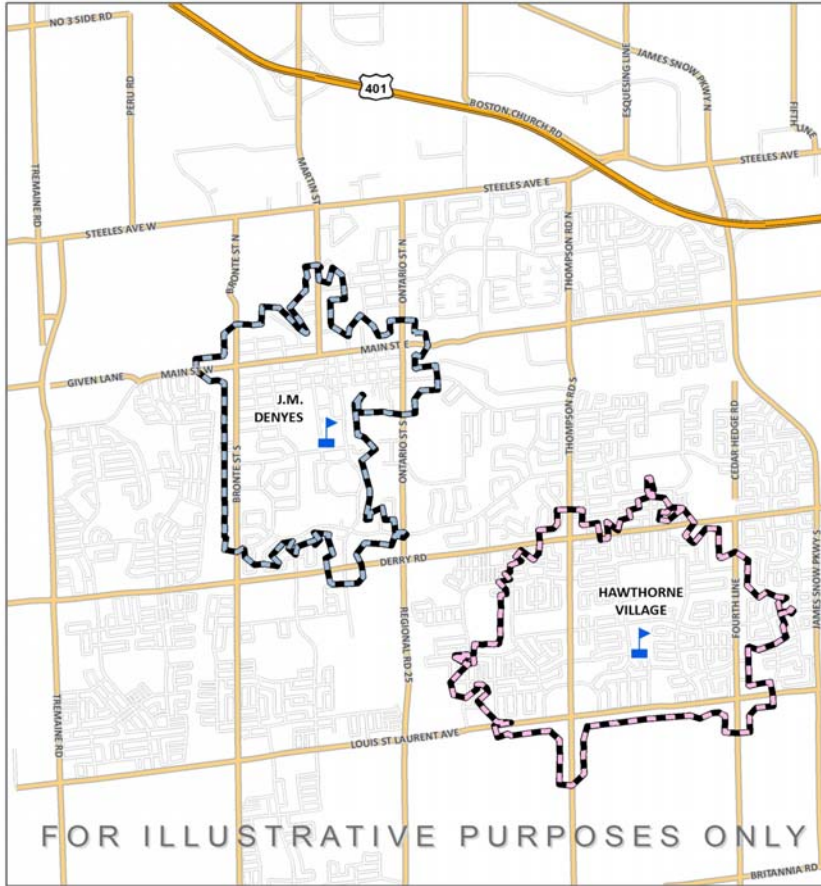 NO 3 SIDE RD
PERU RD
TREMAINE RD
401
BOSTON CHURCH RD
ESQUESING LINE
JAMES SNOW PKWY N
FIFTH LINE
STEELES AVE
STEELES AVE E
STEELES AVE W
MARTIN ST
BRONTE ST N
ONTARIO ST N
THOMPSON RD N
MAIN ST E
MAIN ST W
GIVEN LANE
J.M.
DENYES
BRONTE ST S
ONTARIO ST S
THOMPSON RD S
CEDAR HEDGE RD
DERRY RD
HAWTHORNE
VILLAGE
FOURTH LINE
JAMES SNOW PKWY S
REGIONAL RD 25
TREMAINE RD
LOUIS ST LAURENT AVE
FOR ILLUSTRATIVE PURPOSES ONLY
BRITANNIA RD